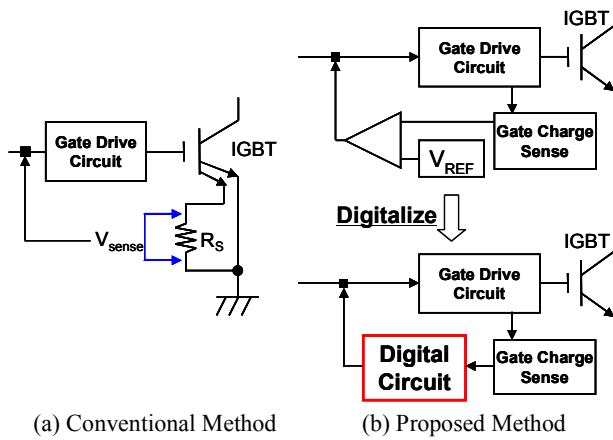 Gate Drive
Circuit
IGBT
V_sense
R_S
(a) Conventional Method
IGBT
Gate Drive
Circuit
Gate Charge
Sense
V_REF
Digitalize
IGBT
Gate Drive
Circuit
Digital
Circuit
Gate Charge
Sense
(b) Proposed Method